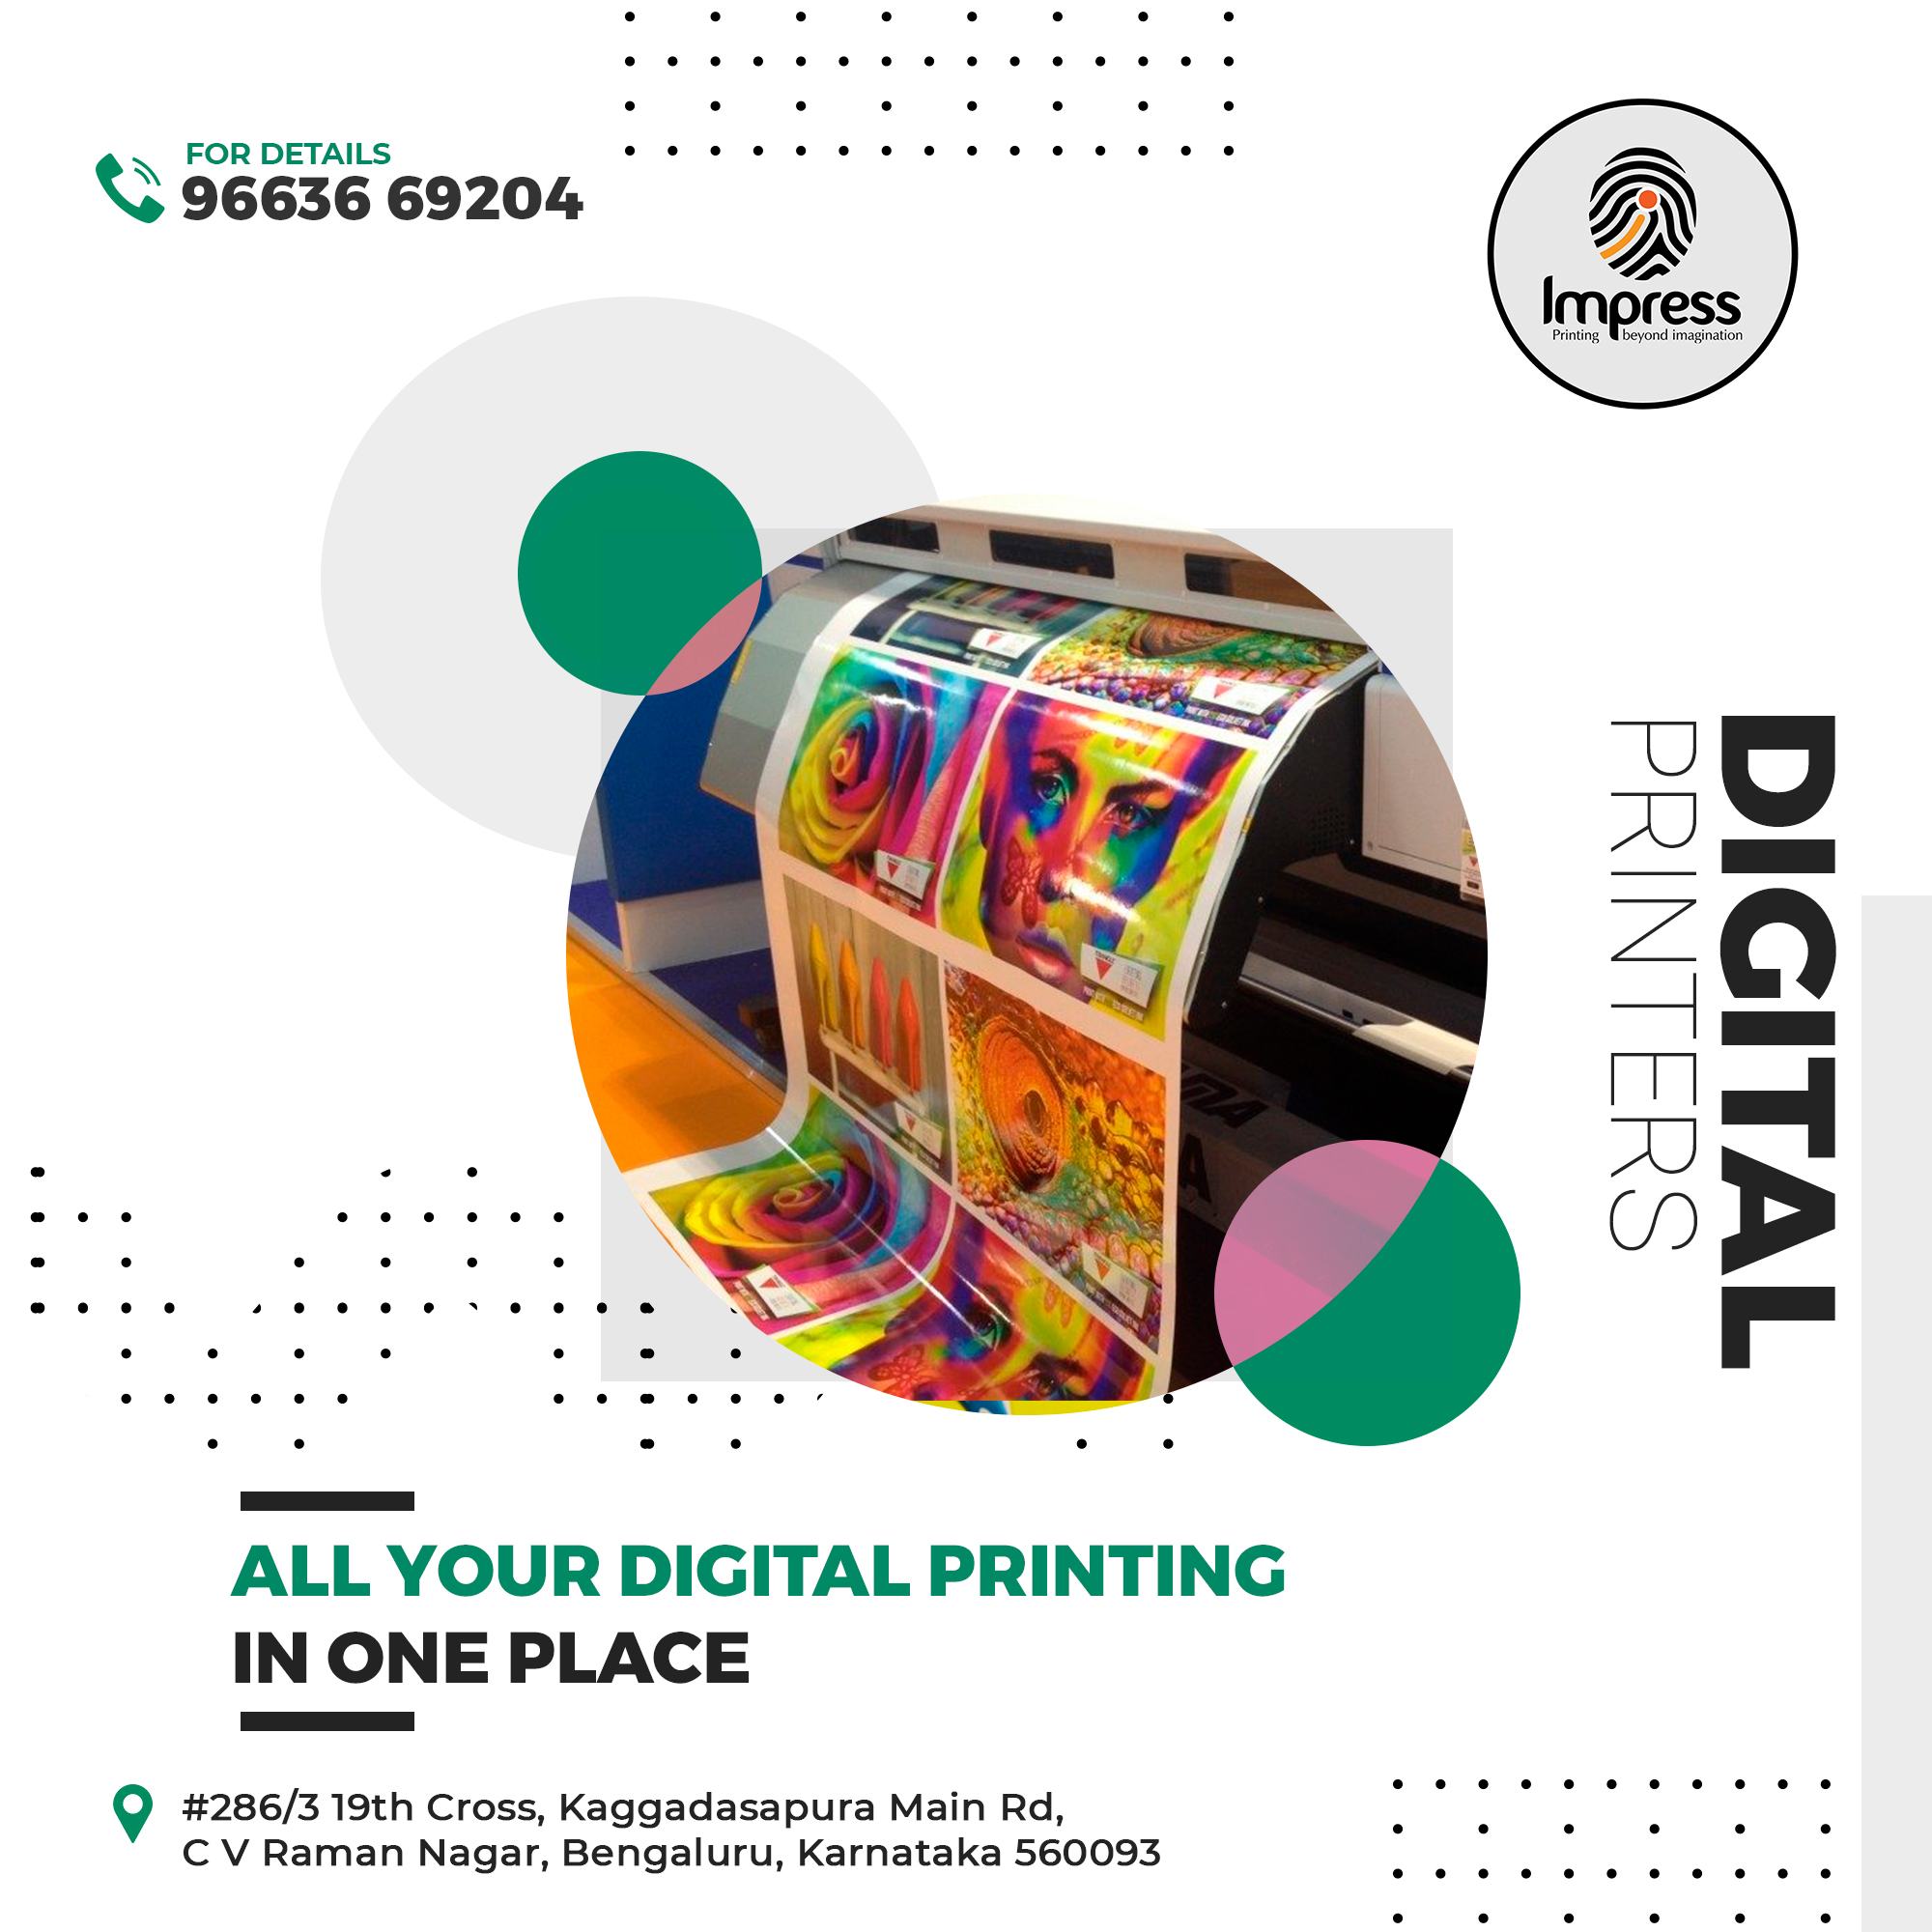 FOR DETAILS
96636 69204
Impress
Printing beyond imagination
DIGITAL
PRINTERS
ALL YOUR DIGITAL PRINTING
IN ONE PLACE
#286/3 19th Cross, Kaggadasapura Main Rd,
C V Raman Nagar, Bengaluru, Karnataka 560093